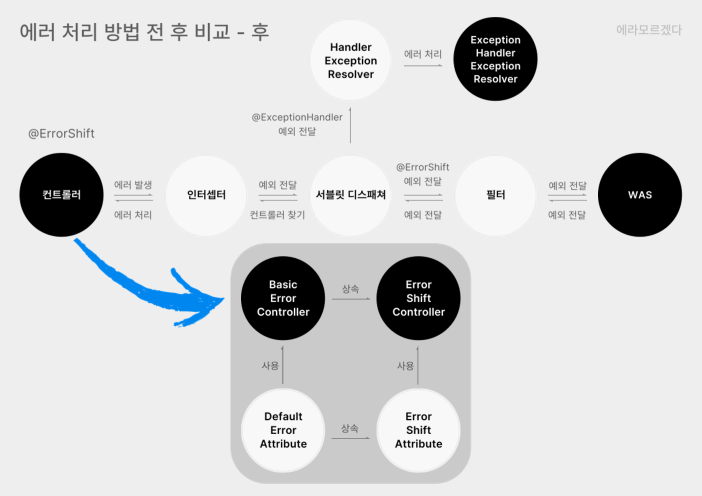 에러 처리 방법 전 후 비교 - 후
에라모르겠다
Handler
Exception
Resolver
에러 처리
Exception
Handler
Exception
Resolver
@ExceptionHandler
예외 전달
@ErrorShift
컨트롤러
에러 발생
에러 처리
인터셉터
예외 전달
컨트롤러 찾기
서블릿 디스패쳐
@ErrorShift
예외 전달
예외 전달
필터
예외 전달
예외 전달
WAS
Basic
Error
Controller
상속
Error
Shift
Controller
사용
사용
Default
Error
Attribute
상속
Error
Shift
Attribute